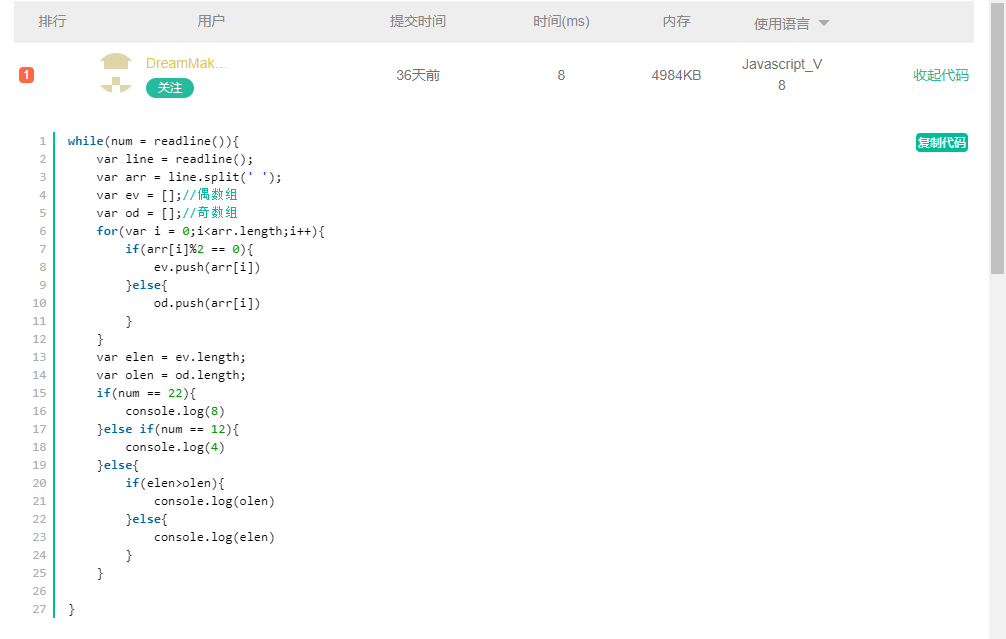 排行 用户 提交时间 时间(ms) 内存 使用语言
1 DreamMak... 关注 36天前 8 4984KB Javascript_V8 收起代码
复制代码
1 while(num = readline()){
2     var line = readline();
3     var arr = line.split(' ');
4     var ev = [];//偶数组
5     var od = [];//奇数组
6     for(var i = 0;i<arr.length;i++){
7         if(arr[i]%2 == 0){
8             ev.push(arr[i])
9         }else{
10             od.push(arr[i])
11         }
12     }
13     var elen = ev.length;
14     var olen = od.length;
15     if(num == 22){
16         console.log(8)
17     }else if(num == 12){
18         console.log(4)
19     }else{
20         if(elen>olen){
21             console.log(olen)
22         }else{
23             console.log(elen)
24         }
25     }
26
27 }